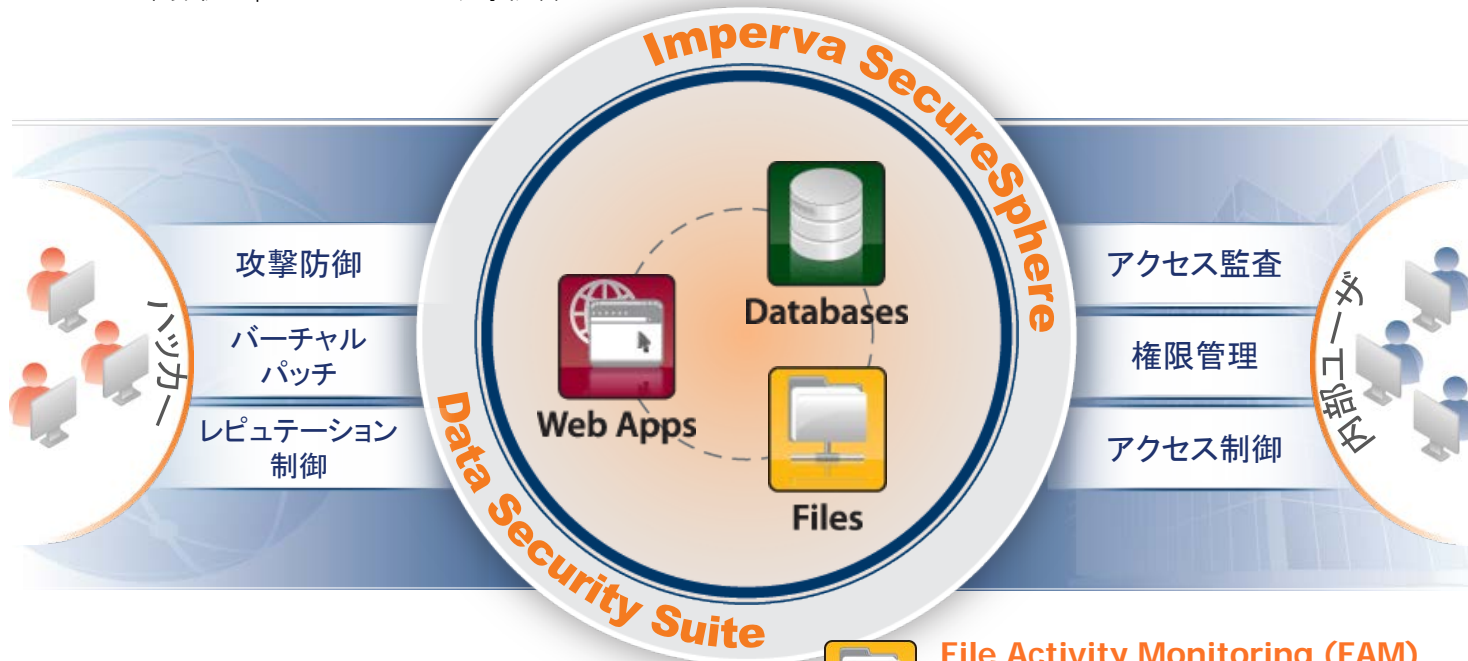 Imperva SecureSphere
攻撃防御
バーチャル
パッチ
レピュテーション
制御
ハッカー
Databases
Web Apps
Files
アクセス監査
権限管理
アクセス制御
内部ユーザ
Data Security Suite
File Activity Monitoring (FAM)